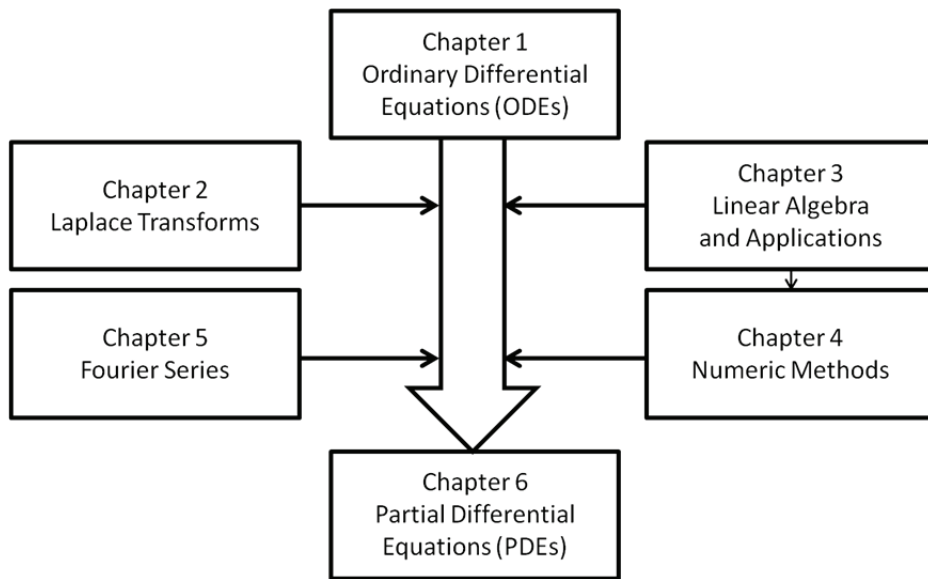 Chapter 1
Ordinary Differential
Equations (ODEs)
Chapter 2
Laplace Transforms
Chapter 3
Linear Algebra
and Applications
Chapter 5
Fourier Series
Chapter 4
Numeric Methods
Chapter 6
Partial Differential
Equations (PDEs)